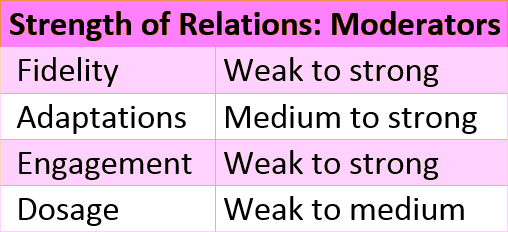 Strength of Relations: Moderators
Fidelity Weak to strong
Adaptations Medium to strong
Engagement Weak to strong
Dosage Weak to medium